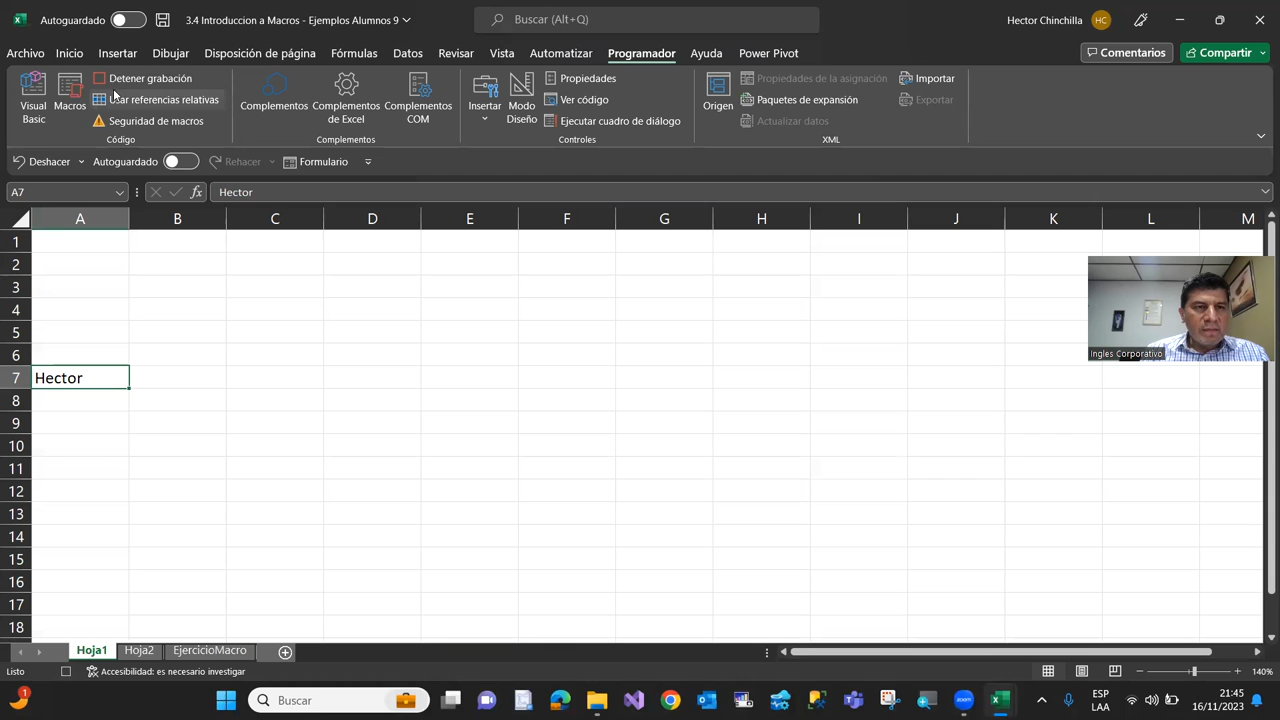 Autoguardado
3.4 Introduccion a Macros - Ejemplos Alumnos 9
Buscar (Alt+Q)
Hector Chinchilla
HC
Archivo Inicio Insertar Dibujar Disposición de página Fórmulas Datos Revisar Vista Automatizar Programador Ayuda Power Pivot
Comentarios Compartir
Visual Basic
Macros
Detener grabación
Usar referencias relativas
Seguridad de macros
Código
Complementos
Complementos de Excel
Complementos COM
Complementos
Insertar
Modo Diseño
Propiedades
Ver código
Ejecutar cuadro de diálogo
Controles
Origen
Propiedades de la asignación
Paquetes de expansión
Actualizar datos
Importar
Exportar
XML
Deshacer Autoguardado Rehacer Formulario
A7 fx Hector
A B C D E F G H I J K L M
1
2
3
4
5
6
7 Hector
8
9
10
11
12
13
14
15
16
17
18
Ingles Corporativo
Hoja1 Hoja2 EjercicioMacro
Listo Accesibilidad: es necesario investigar 140%
1
Buscar
ESP
LAA
21:45
16/11/2023